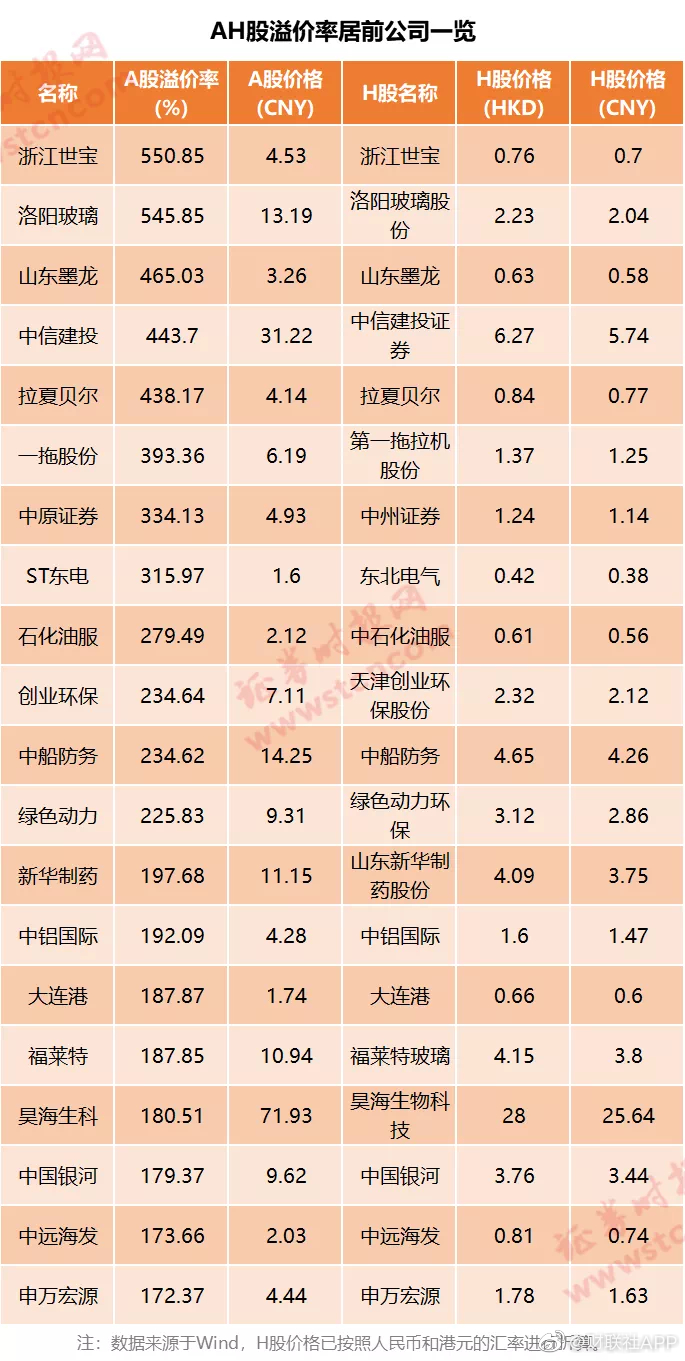 AH股溢价率居前公司一览
名称 A股溢价率(%) A股价格(CNY) H股名称 H股价格(HKD) H股价格(CNY)
浙江世宝 550.85 4.53 浙江世宝 0.76 0.7
洛阳玻璃 545.85 13.19 洛阳玻璃股份 2.23 2.04
山东墨龙 465.03 3.26 山东墨龙 0.63 0.58
中信建投 443.7 31.22 中信建投证券 6.27 5.74
拉夏贝尔 438.17 4.14 拉夏贝尔 0.84 0.77
一拖股份 393.36 6.19 第一拖拉机股份 1.37 1.25
中原证券 334.13 4.93 中州证券 1.24 1.14
ST东电 315.97 1.6 东北电气 0.42 0.38
石化油服 279.49 2.12 中石化油服 0.61 0.56
创业环保 234.64 7.11 天津创业环保股份 2.32 2.12
中船防务 234.62 14.25 中船防务 4.65 4.26
绿色动力 225.83 9.31 绿色动力环保 3.12 2.86
新华制药 197.68 11.15 山东新华制药股份 4.09 3.75
中铝国际 192.09 4.28 中铝国际 1.6 1.47
大连港 187.87 1.74 大连港 0.66 0.6
福莱特 187.85 10.94 福莱特玻璃 4.15 3.8
昊海生科 180.51 71.93 昊海生物科技 28 25.64
中国银河 179.37 9.62 中国银河 3.76 3.44
中远海发 173.66 2.03 中远海发 0.81 0.74
申万宏源 172.37 4.44 申万宏源 1.78 1.63
注：数据来源于Wind，H股价格已按照人民币和港元的汇率进行折算。
@财联社APP
证券时报网
www.stcn.com